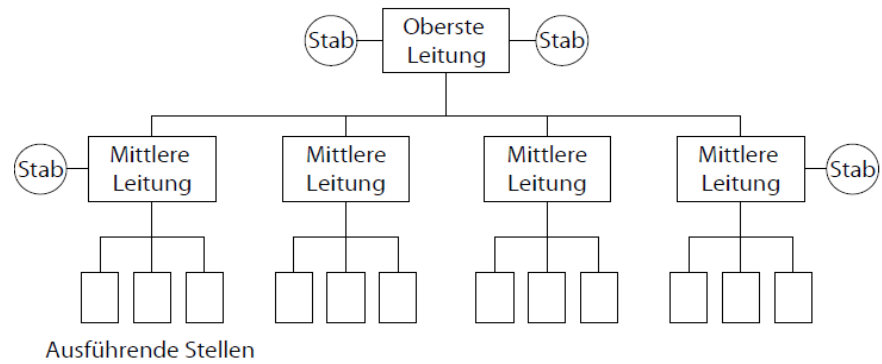 Stab
Oberste
Leitung
Stab
Stab
Mittlere
Leitung
Mittlere
Leitung
Mittlere
Leitung
Mittlere
Leitung
Stab
Ausführende Stellen